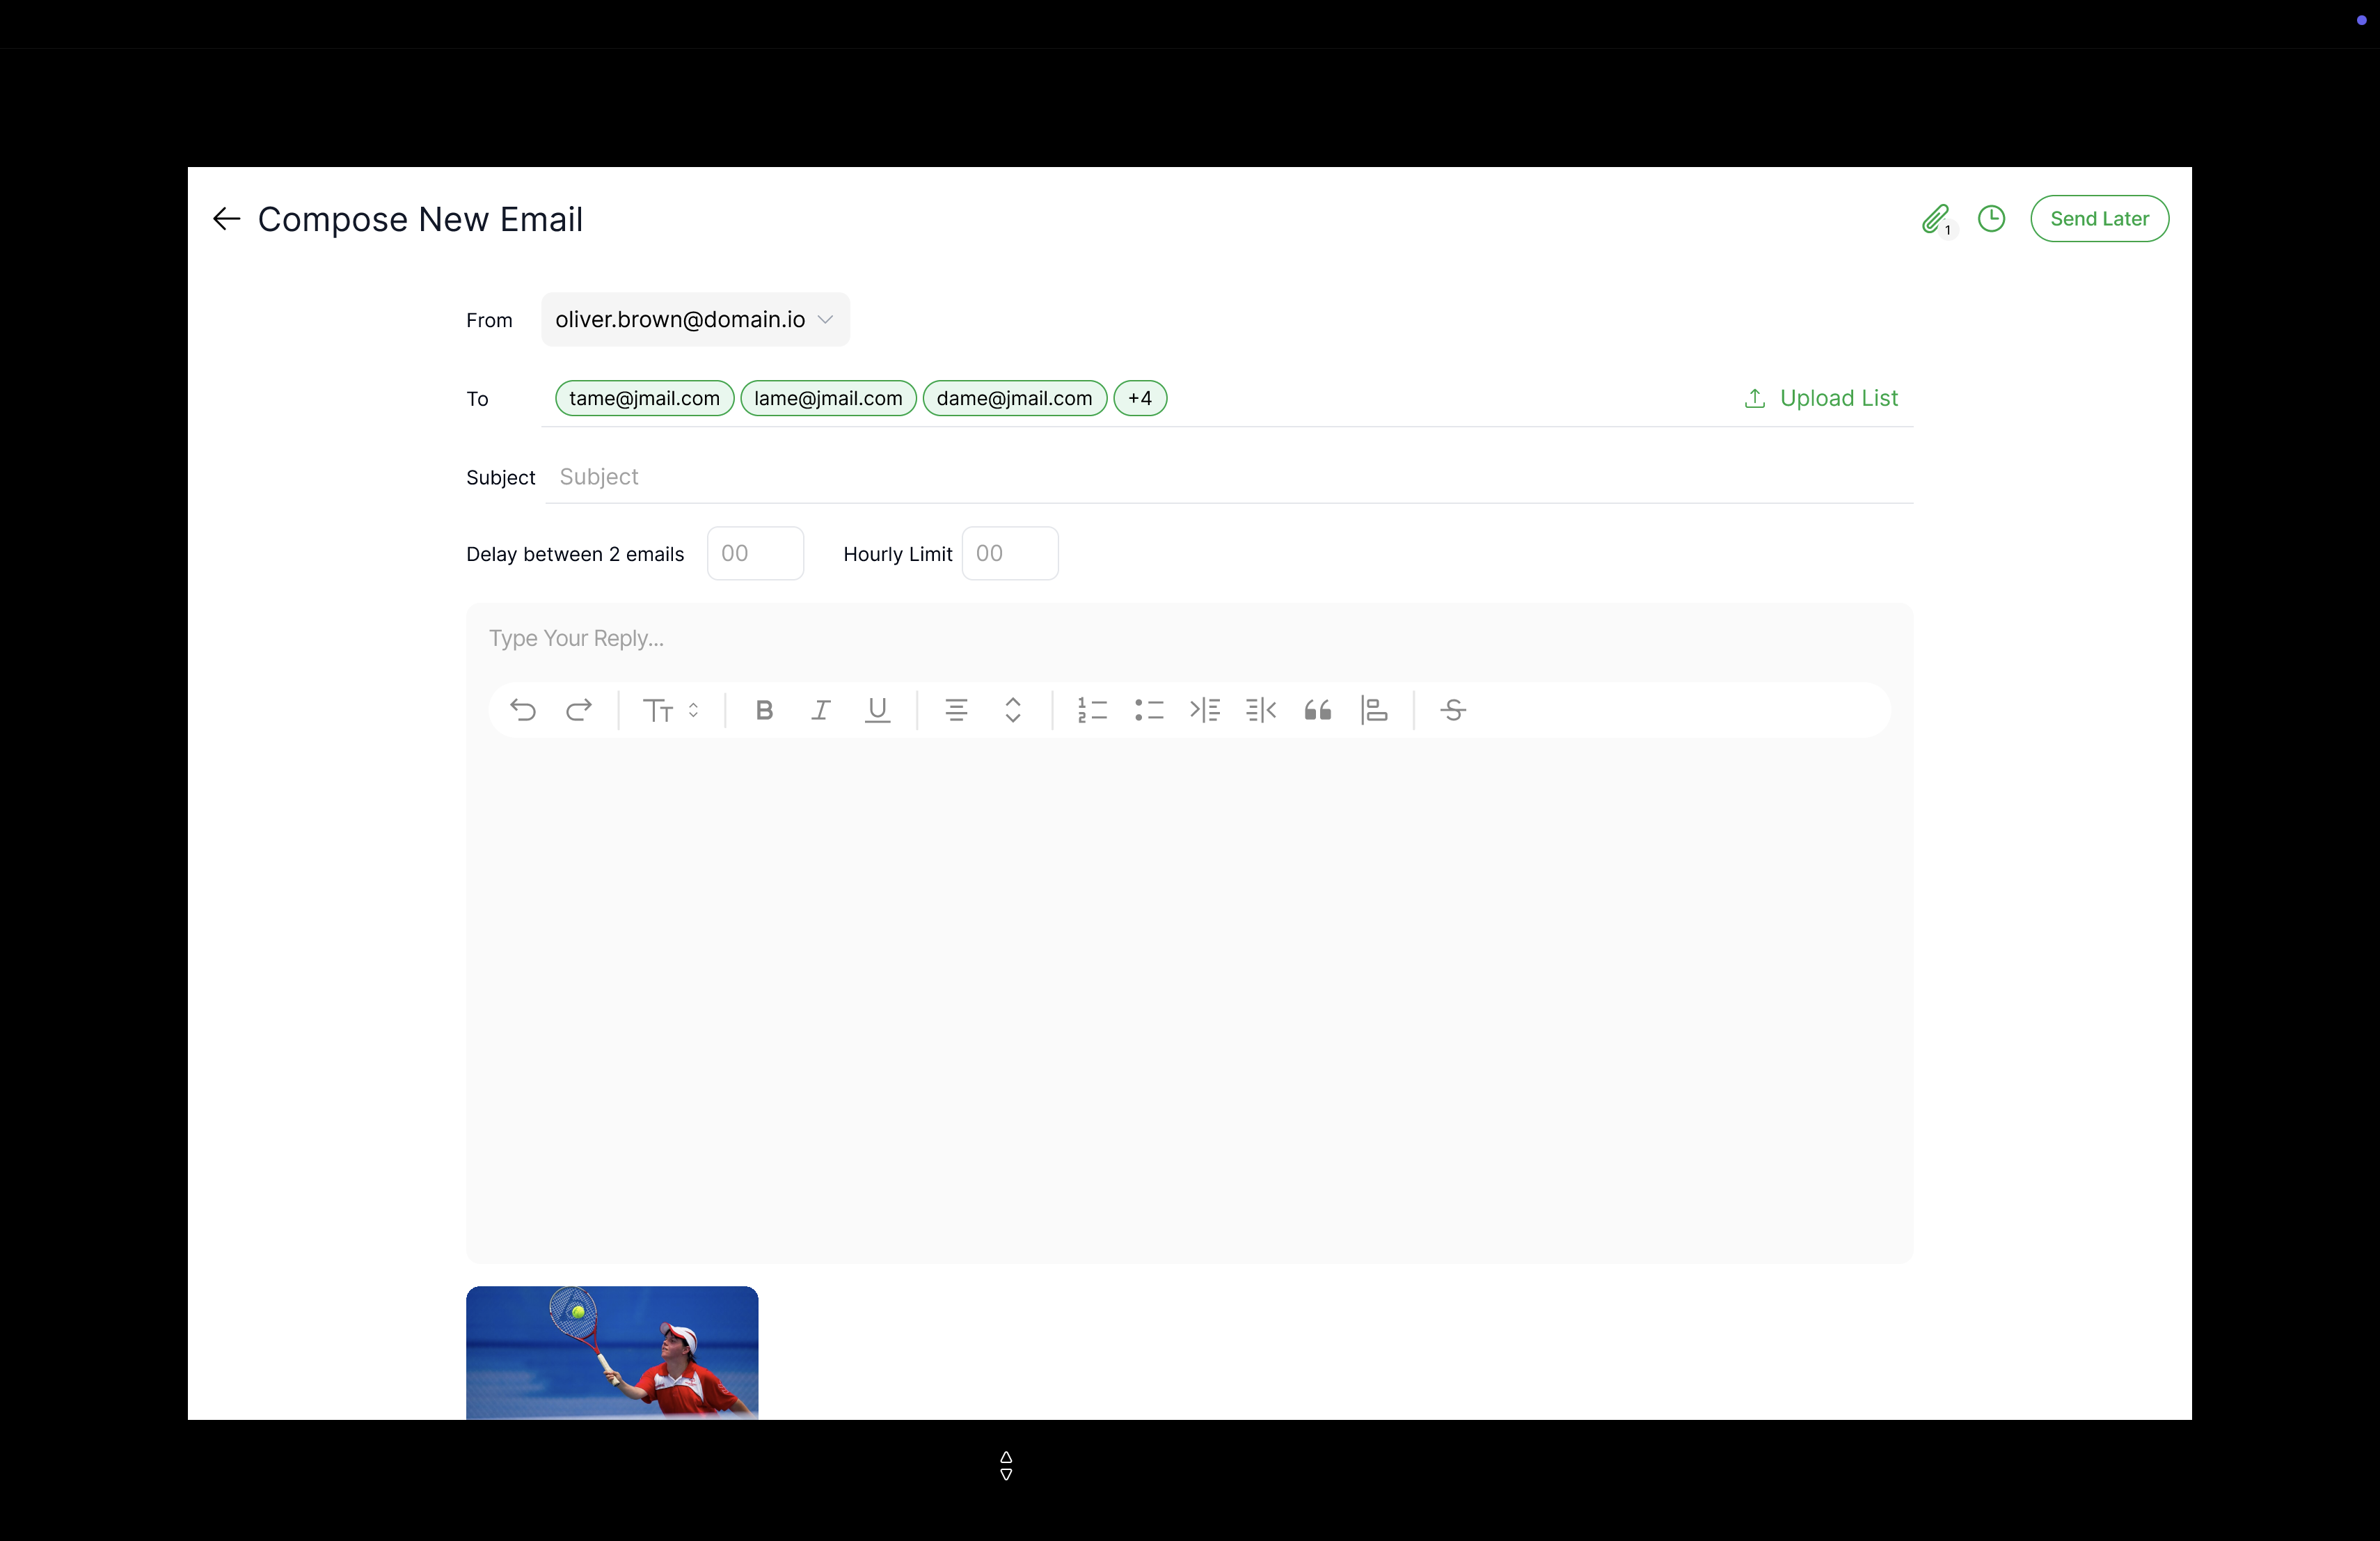 Compose New Email
1
Send Later
From oliver.brown@domain.io
To tame@jmail.com lame@jmail.com dame@jmail.com +4 Upload List
Subject Subject
Delay between 2 emails 00 Hourly Limit 00
Type Your Reply...